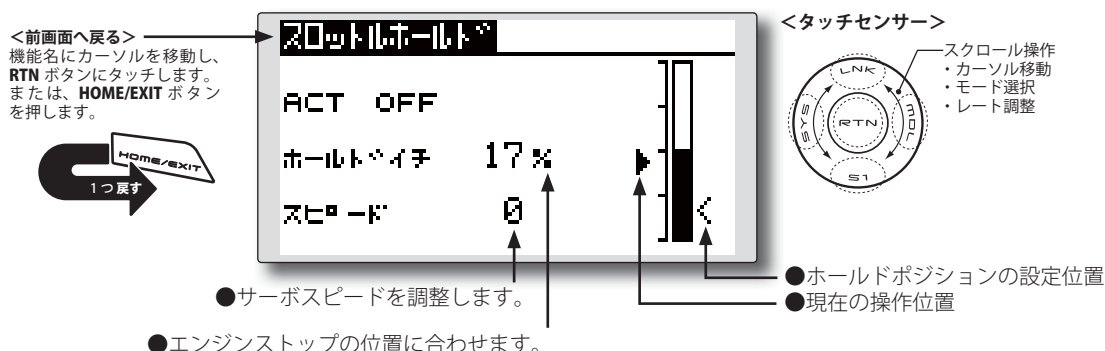 ＜前画面へ戻る＞
機能名にカーソルを移動し、
RTN ボタンにタッチします。
または、HOME/EXIT ボタン
を押します。
HOME/EXIT
1つ戻す
スロットルホールド
ACT OFF
ホールドイチ 17%
スピード 0
＜タッチセンサー＞
スクロール操作
・カーソル移動
・モード選択
・レート調整
LNK
SYS
RTN
MDL
S1
●ホールドポジションの設定位置
●現在の操作位置
●サーボスピードを調整します。
●エンジンストップの位置に合わせます。